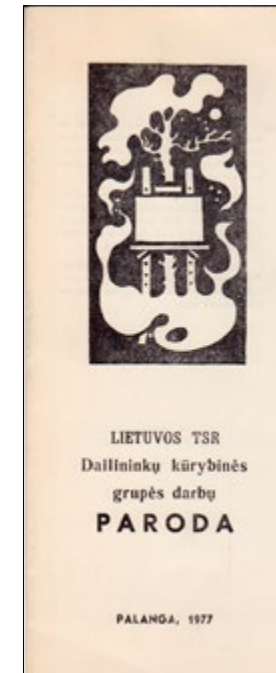 LIETUVOS TSR
Dailininkų kūrybinės
grupės darbų
PARODA
PALANGA, 1977